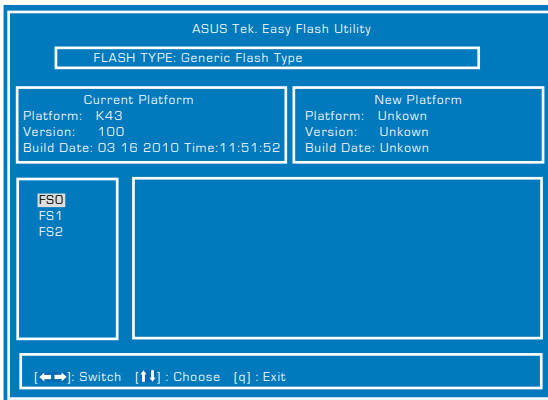 ASUS Tek. Easy Flash Utility
FLASH TYPE: Generic Flash Type
Current Platform
Platform: K43
Version: 100
Build Date: 03 16 2010 Time:11:51:52
New Platform
Platform: Unkown
Version: Unkown
Build Date: Unkown
FS0
FS1
FS2
[←→]: Switch [↑↓] : Choose [q] : Exit